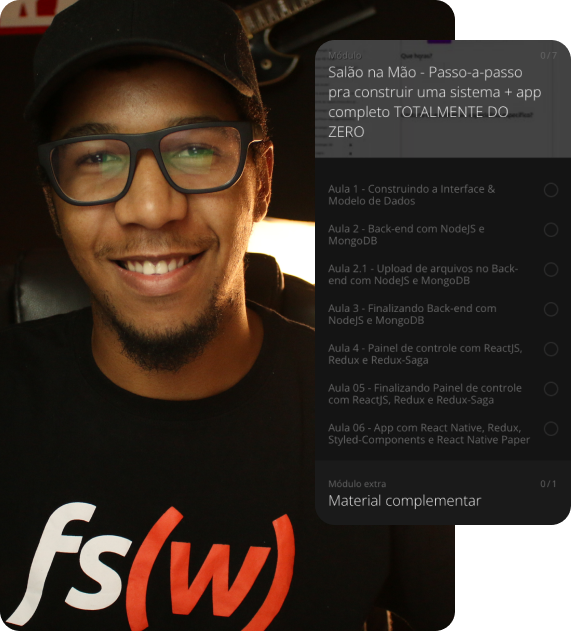 Módulo 0/7
Salão na Mão - Passo-a-passo
pra construir uma sistema + app
completo TOTALMENTE DO
ZERO
Aula 1 - Construindo a Interface &
Modelo de Dados
Aula 2 - Back-end com NodeJS e
MongoDB
Aula 2.1 - Upload de arquivos no Back-
end com NodeJS e MongoDB
Aula 3 - Finalizando Back-end com
NodeJS e MongoDB
Aula 4 - Painel de controle com ReactJS,
Redux e Redux-Saga
Aula 05 - Finalizando Painel de controle
com ReactJS, Redux e Redux-Saga
Aula 06 - App com React Native, Redux,
Styled-Components e React Native Paper
Módulo extra 0/1
Material complementar
fs(w)